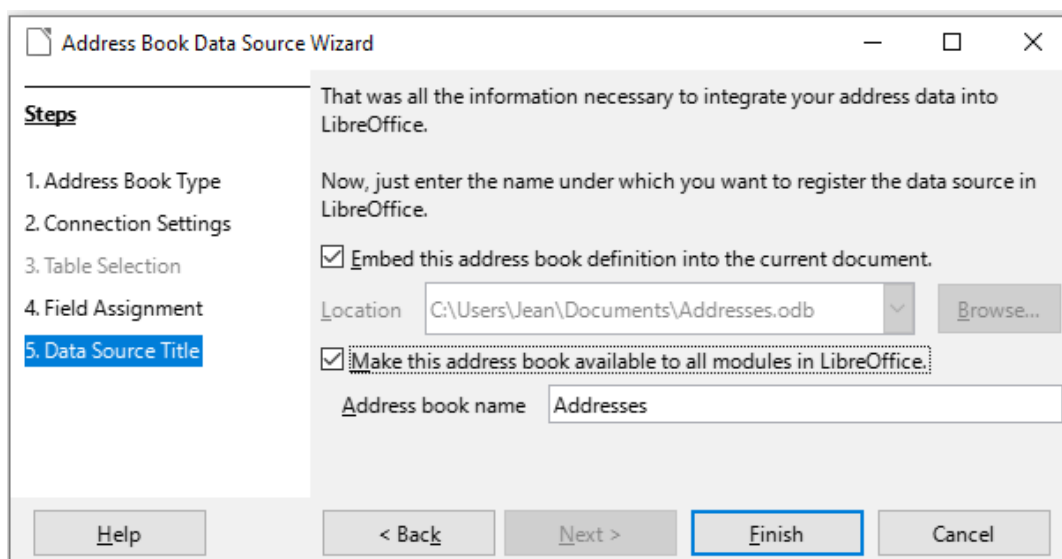 Address Book Data Source Wizard
Steps
1. Address Book Type
2. Connection Settings
3. Table Selection
4. Field Assignment
5. Data Source Title
That was all the information necessary to integrate your address data into
LibreOffice.
Now, just enter the name under which you want to register the data source in
LibreOffice.
Embed this address book definition into the current document.
Location C:\Users\Jean\Documents\Addresses.odb Browse...
Make this address book available to all modules in LibreOffice.
Address book name Addresses
Help < Back Next > Finish Cancel